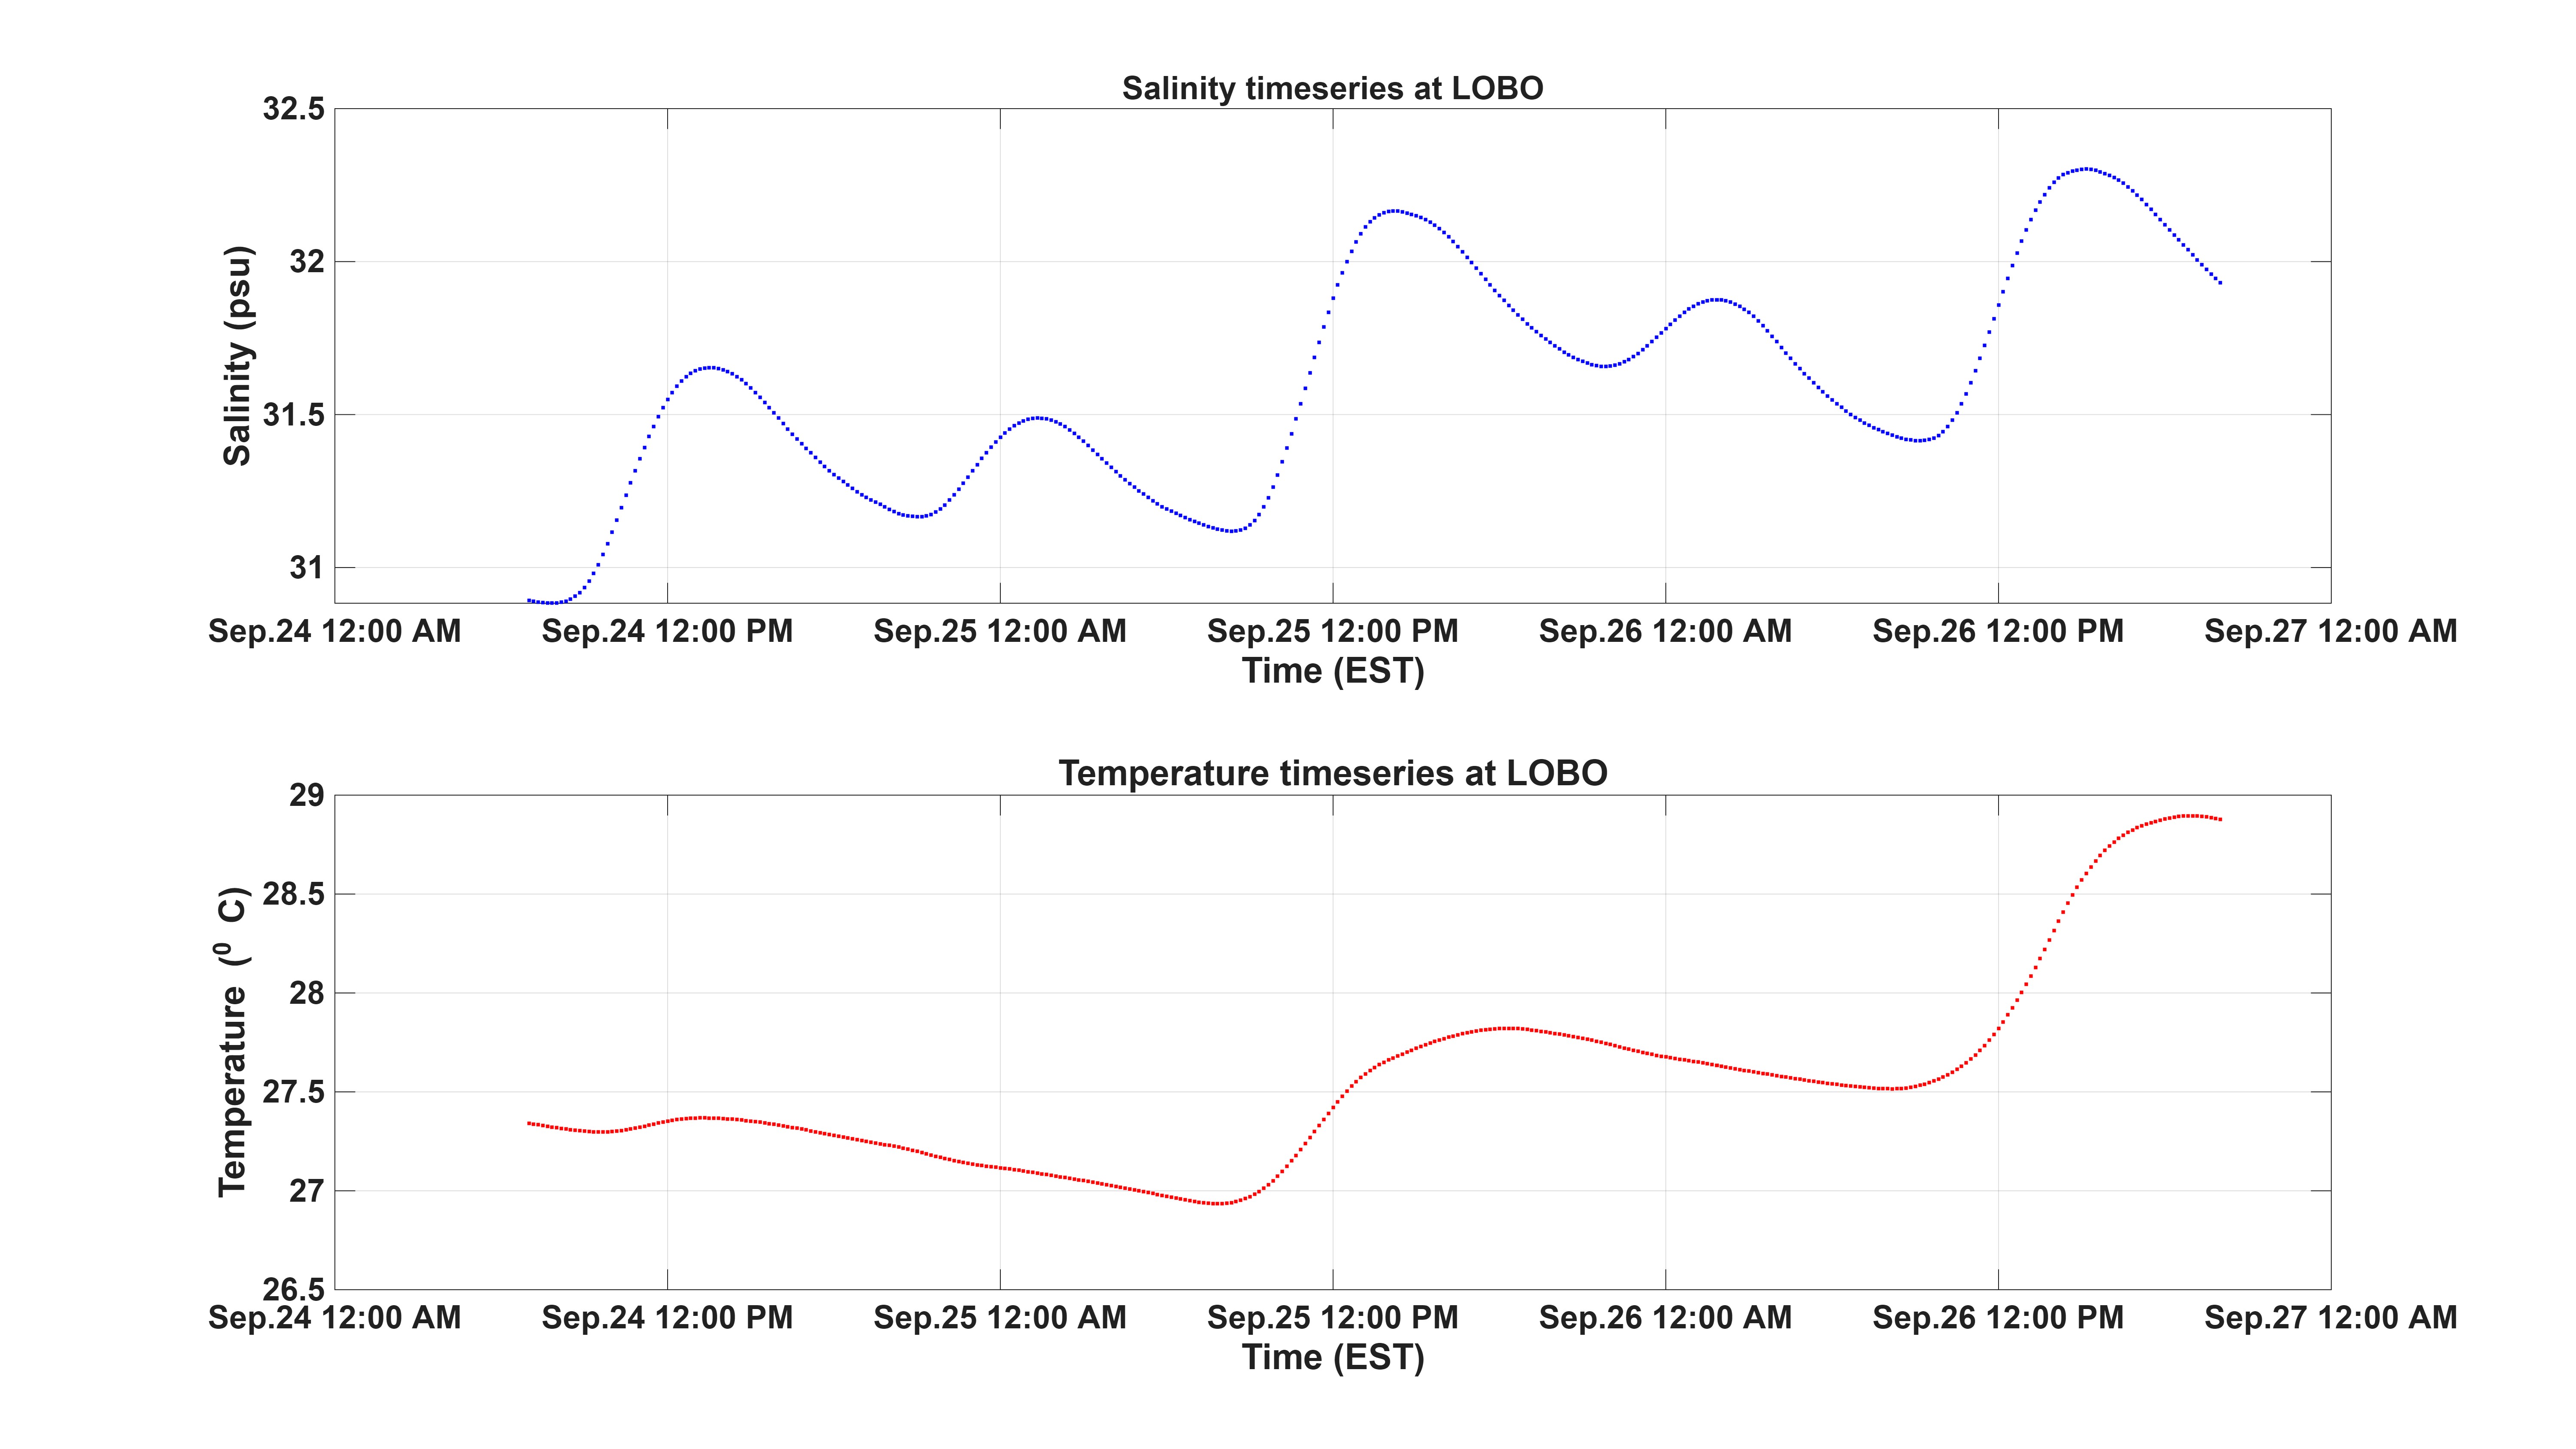 Salinity timeseries at LOBO
32.5
32
31.5
31
Salinity (psu)
Sep.24 12:00 AM Sep.24 12:00 PM Sep.25 12:00 AM Sep.25 12:00 PM Sep.26 12:00 AM Sep.26 12:00 PM Sep.27 12:00 AM
Time (EST)
Temperature timeseries at LOBO
29
28.5
28
27.5
27
26.5
Temperature (⁰ C)
Sep.24 12:00 AM Sep.24 12:00 PM Sep.25 12:00 AM Sep.25 12:00 PM Sep.26 12:00 AM Sep.26 12:00 PM Sep.27 12:00 AM
Time (EST)